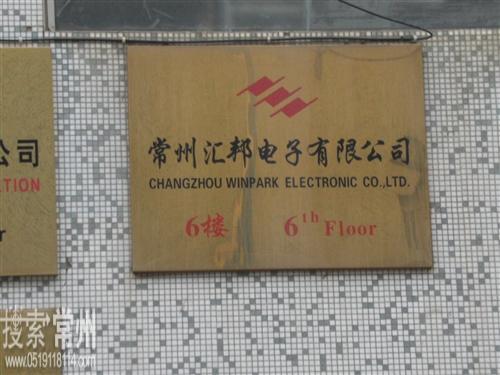 常州汇邦电子有限公司
CHANGZHOU WINPARK ELECTRONIC CO.,LTD.
6楼 6th Floor
公司
TION
r
搜索常州
www.0519118114.com